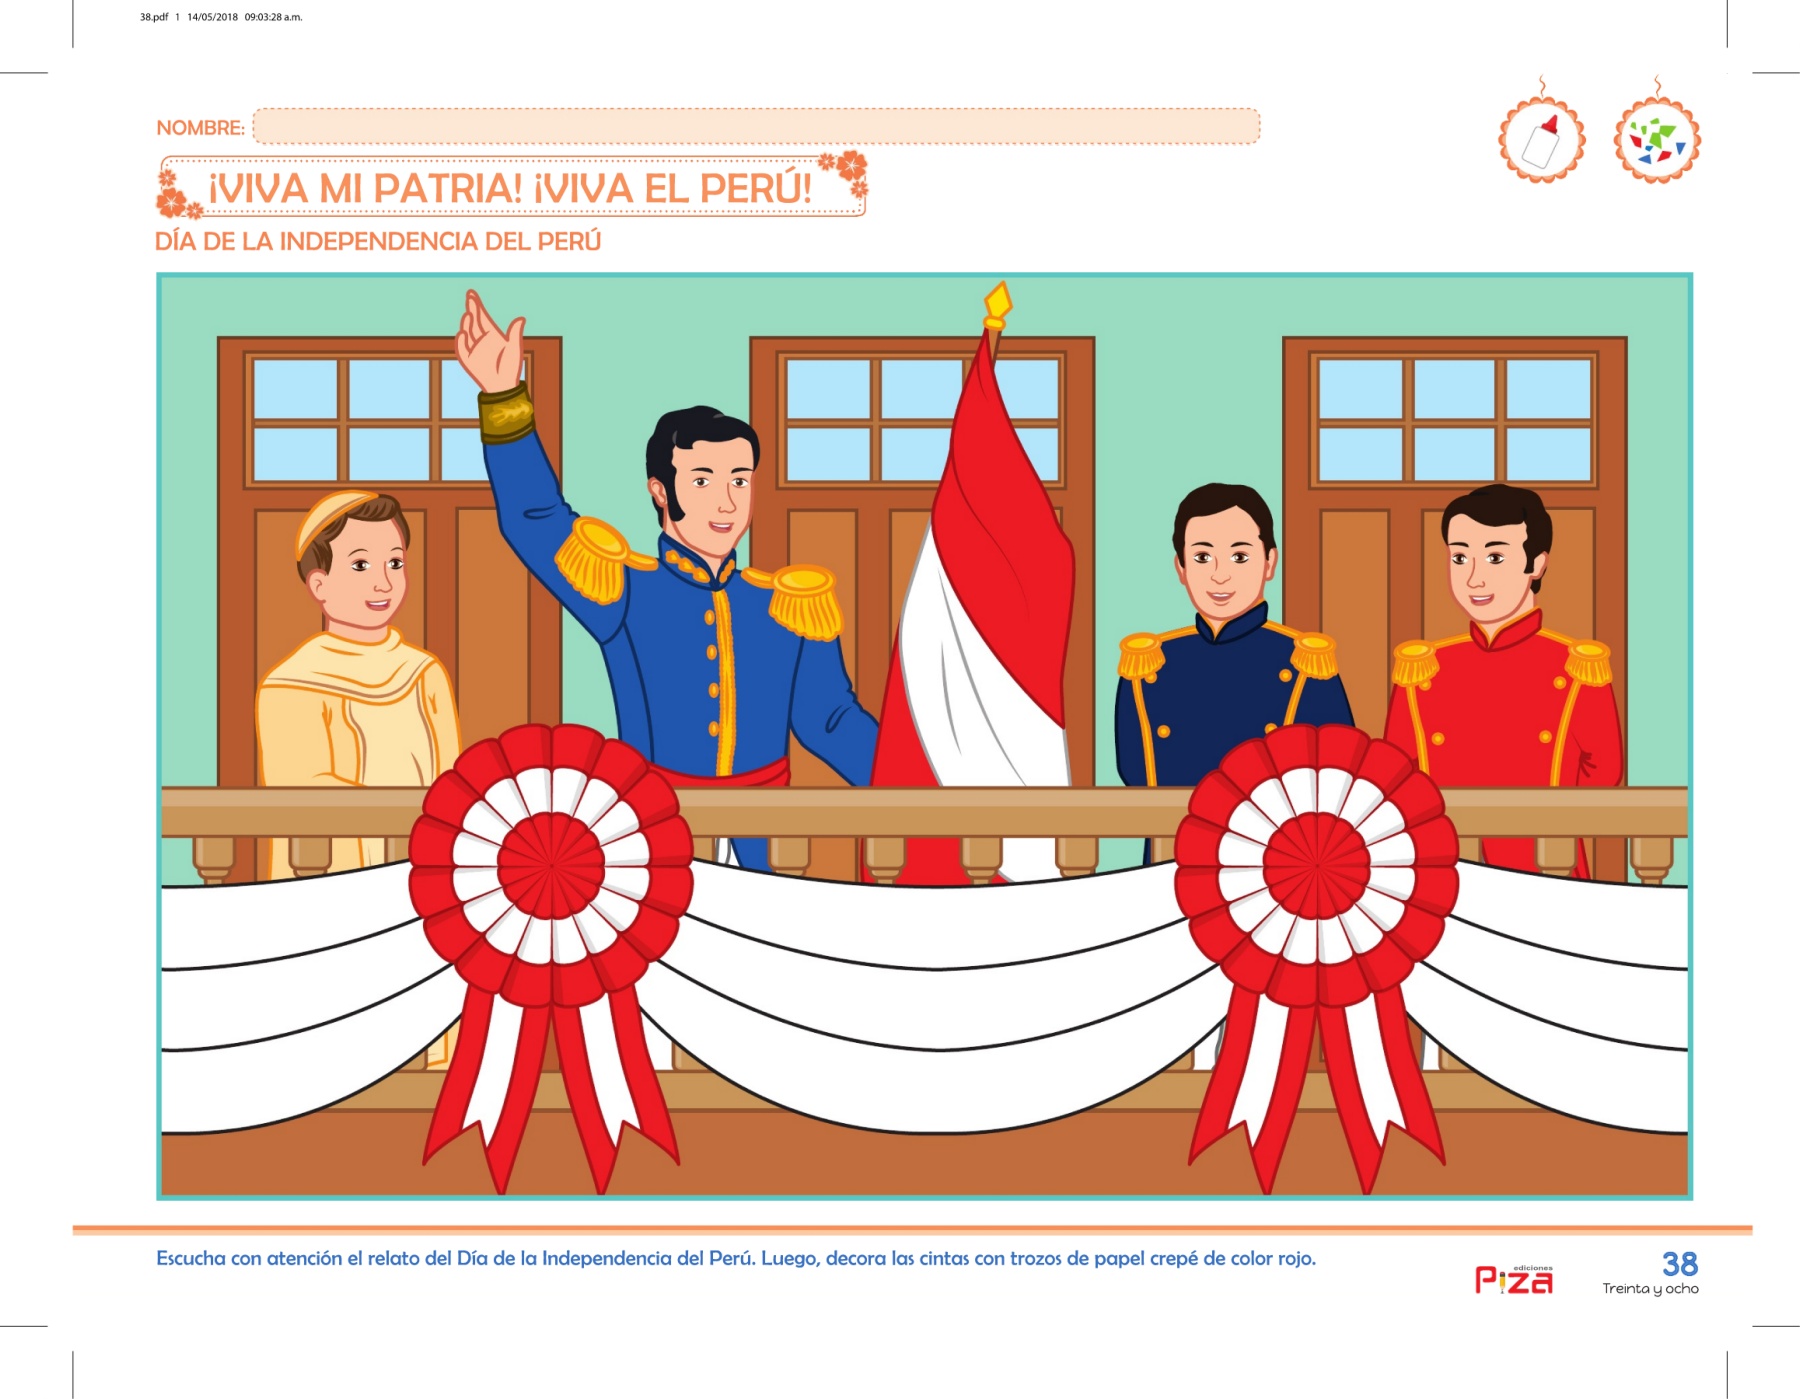 38.pdf 1 14/05/2018 09:03:28 a.m.
NOMBRE:
¡VIVA MI PATRIA! ¡VIVA EL PERÚ!
DÍA DE LA INDEPENDENCIA DEL PERÚ
Escucha con atención el relato del Día de la Independencia del Perú. Luego, decora las cintas con trozos de papel crepé de color rojo.
ediciones
Piza
38
Treinta y ocho